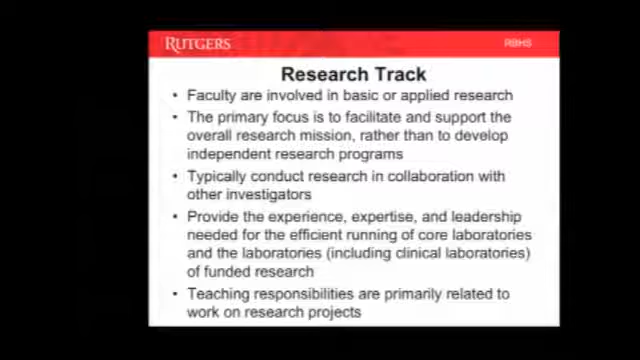 RUTGERS
RBHS
Research Track
• Faculty are involved in basic or applied research
• The primary focus is to facilitate and support the
overall research mission, rather than to develop
independent research programs
• Typically conduct research in collaboration with
other investigators
• Provide the experience, expertise, and leadership
needed for the efficient running of core laboratories
and the laboratories (including clinical laboratories)
of funded research
• Teaching responsibilities are primarily related to
work on research projects